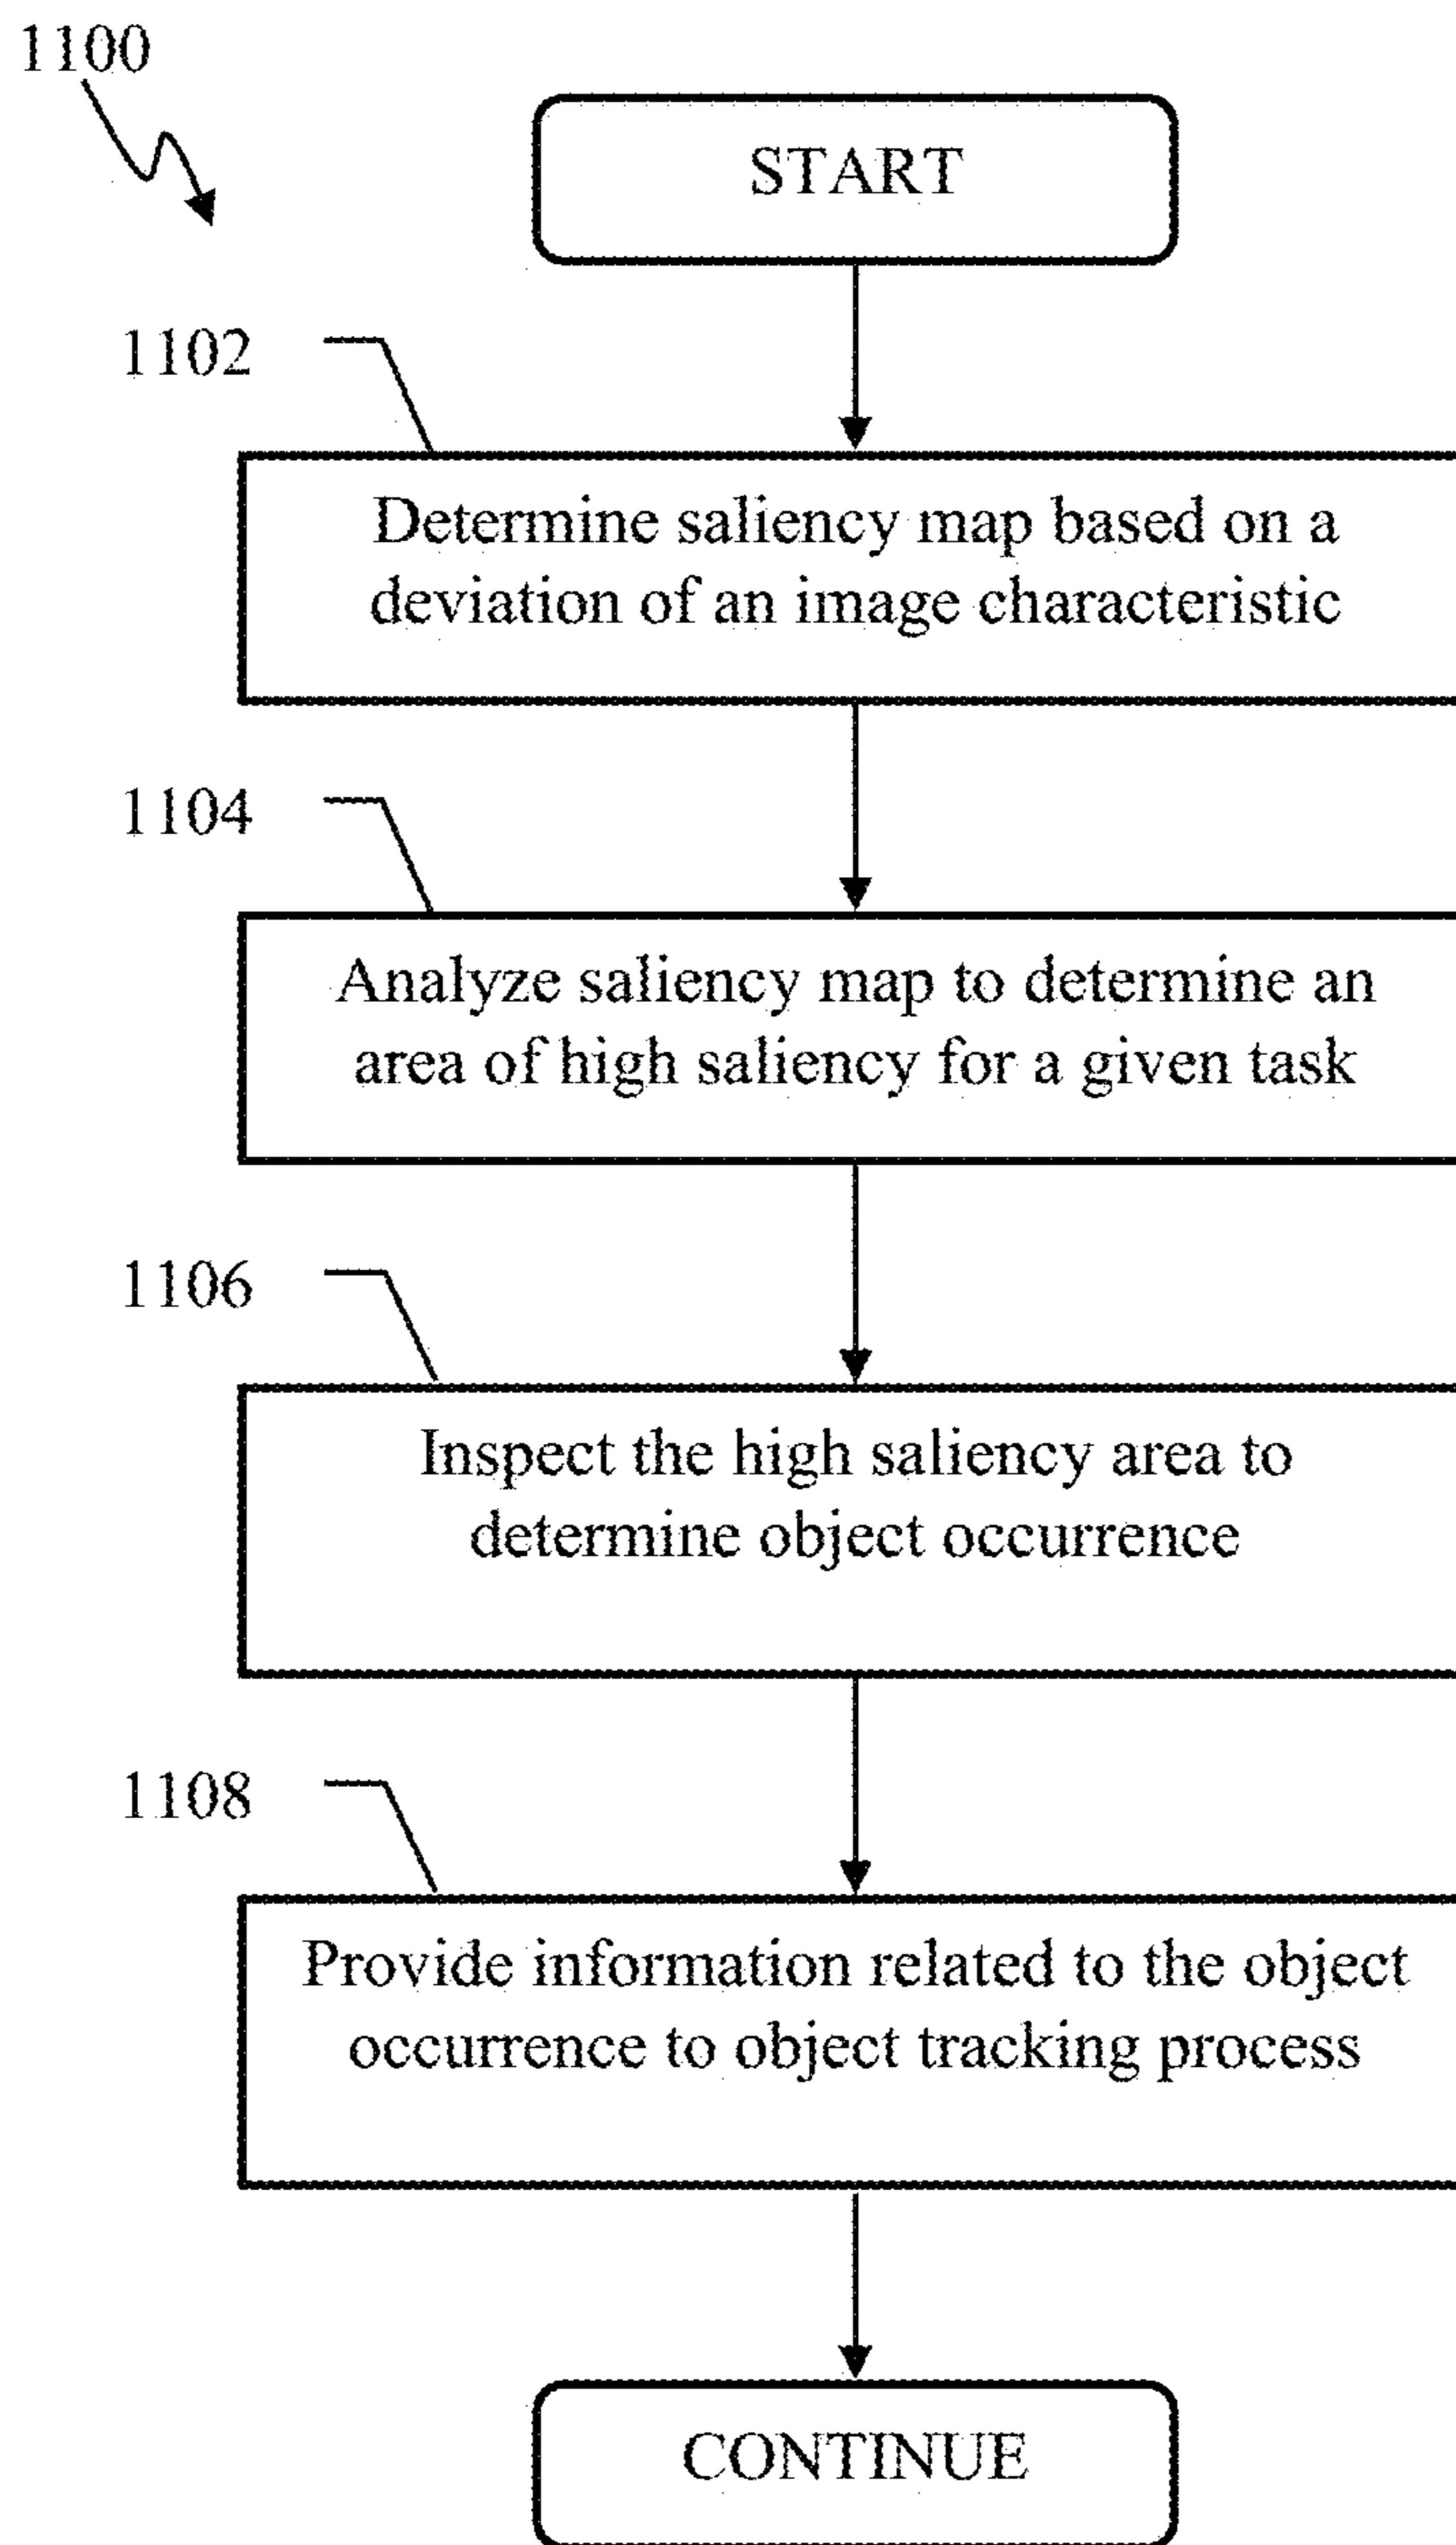 1100
START
1102
Determine saliency map based on a
deviation of an image characteristic
1104
Analyze saliency map to determine an
area of high saliency for a given task
1106
Inspect the high saliency area to
determine object occurrence
1108
Provide information related to the object
occurrence to object tracking process
CONTINUE